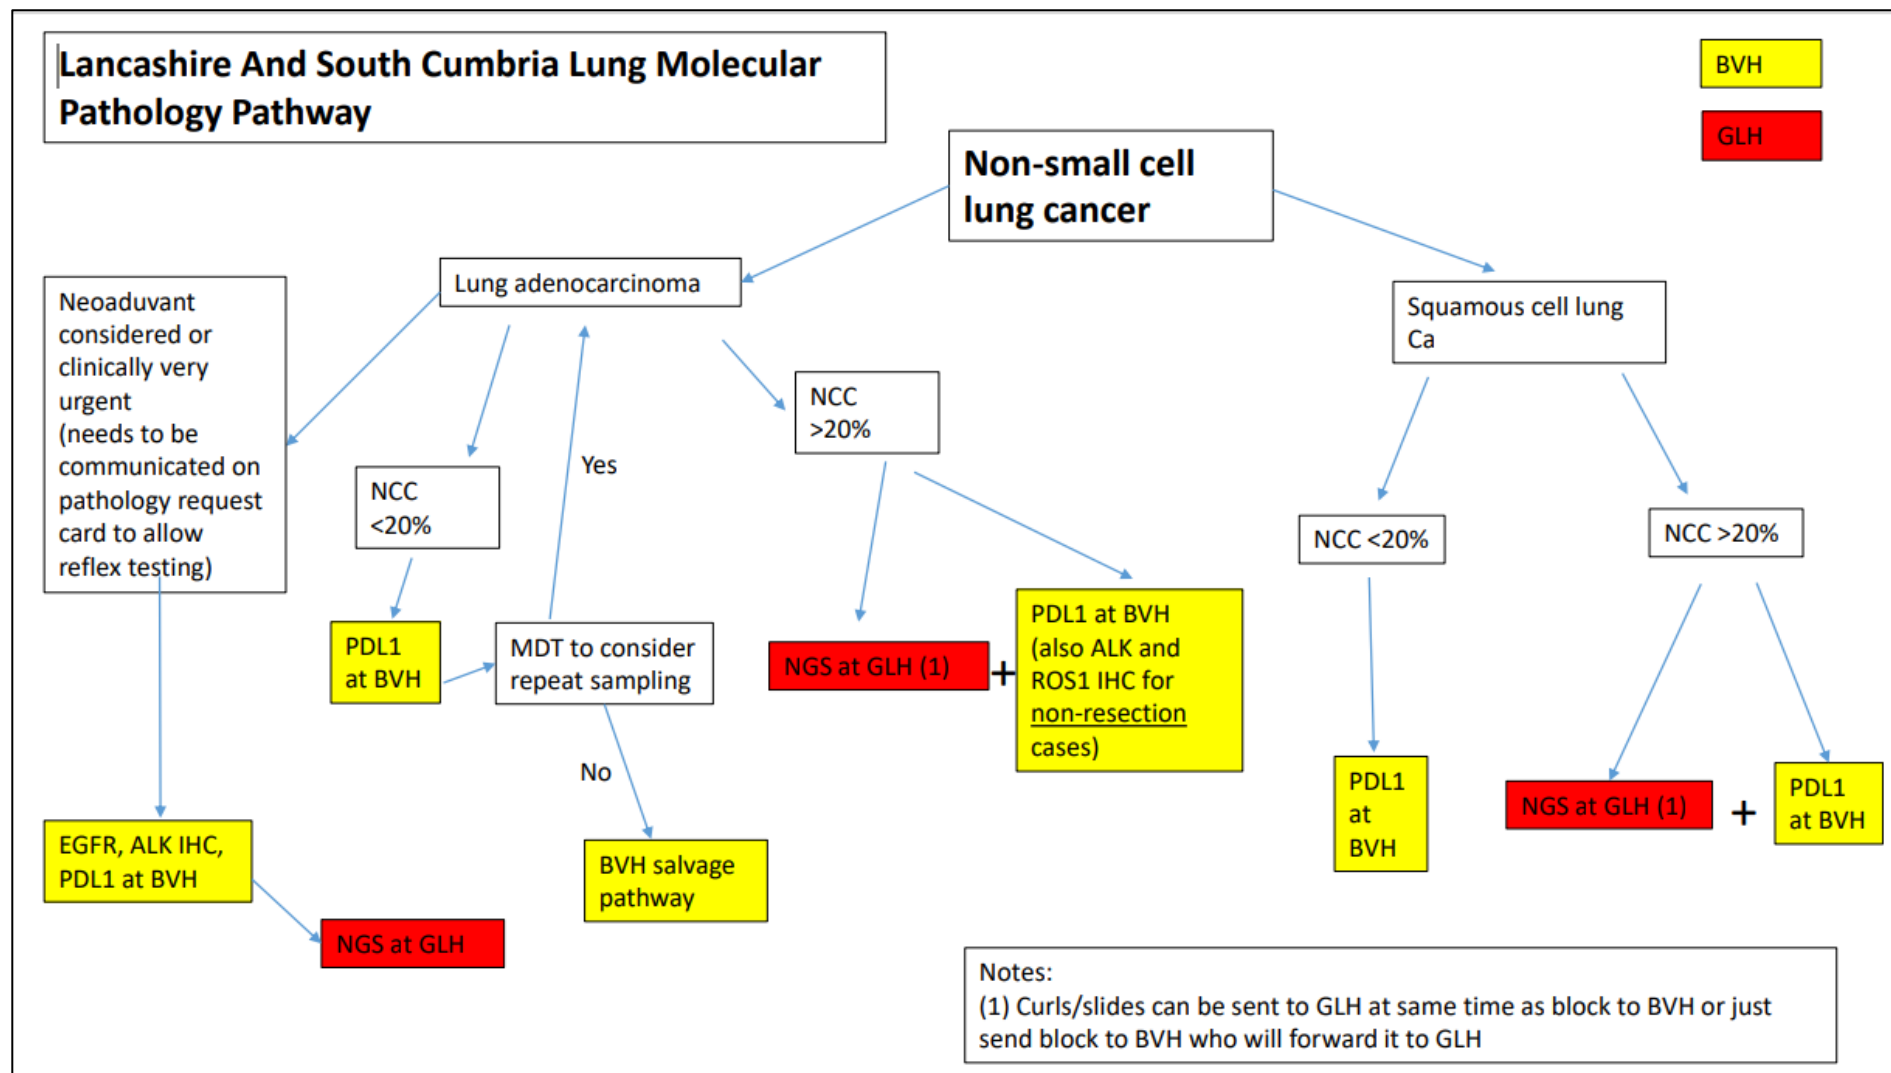 Lancashire And South Cumbria Lung Molecular
Pathology Pathway
BVH
GLH
Non-small cell
lung cancer
Lung adenocarcinoma
Squamous cell lung
Ca
Neoaduvant
considered or
clinically very
urgent
(needs to be
communicated on
pathology request
card to allow
reflex testing)
NCC
<20%
Yes
NCC
>20%
NCC <20%
NCC >20%
PDL1
at BVH
MDT to consider
repeat sampling
NGS at GLH (1)
+
PDL1 at BVH
(also ALK and
ROS1 IHC for
non-resection
cases)
No
PDL1
at
BVH
NGS at GLH (1)
+
PDL1
at BVH
EGFR, ALK IHC,
PDL1 at BVH
BVH salvage
pathway
NGS at GLH
Notes:
(1) Curls/slides can be sent to GLH at same time as block to BVH or just
send block to BVH who will forward it to GLH